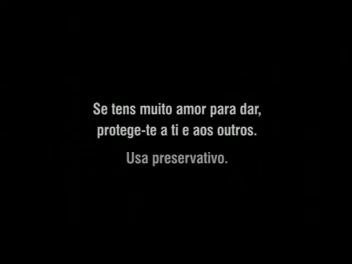 Se tens muito amor para dar,
protege-te a ti e aos outros.
Usa preservativo.